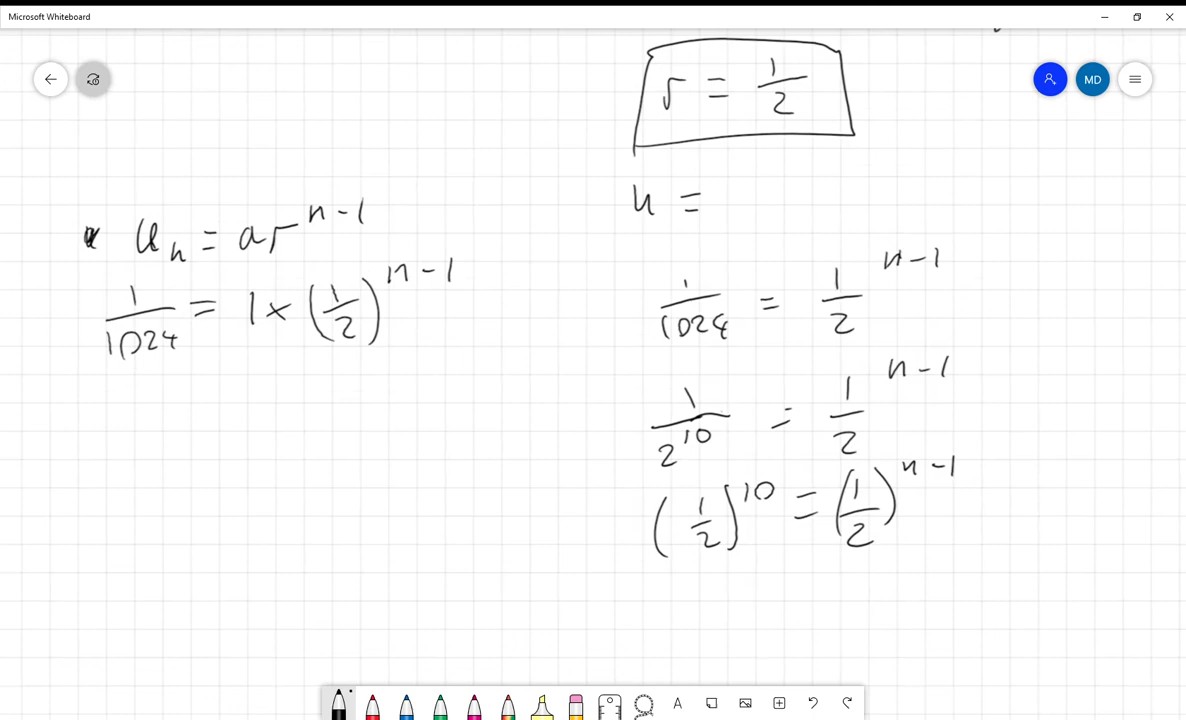 Microsoft Whiteboard
MD
r = 1/2
n =
u_n = ar^(n-1)
1/1024 = 1 × (1/2)^(n-1)
1/1024 = 1/2^(n-1)
1/2^10 = 1/2^(n-1)
(1/2)^10 = (1/2)^(n-1)
A